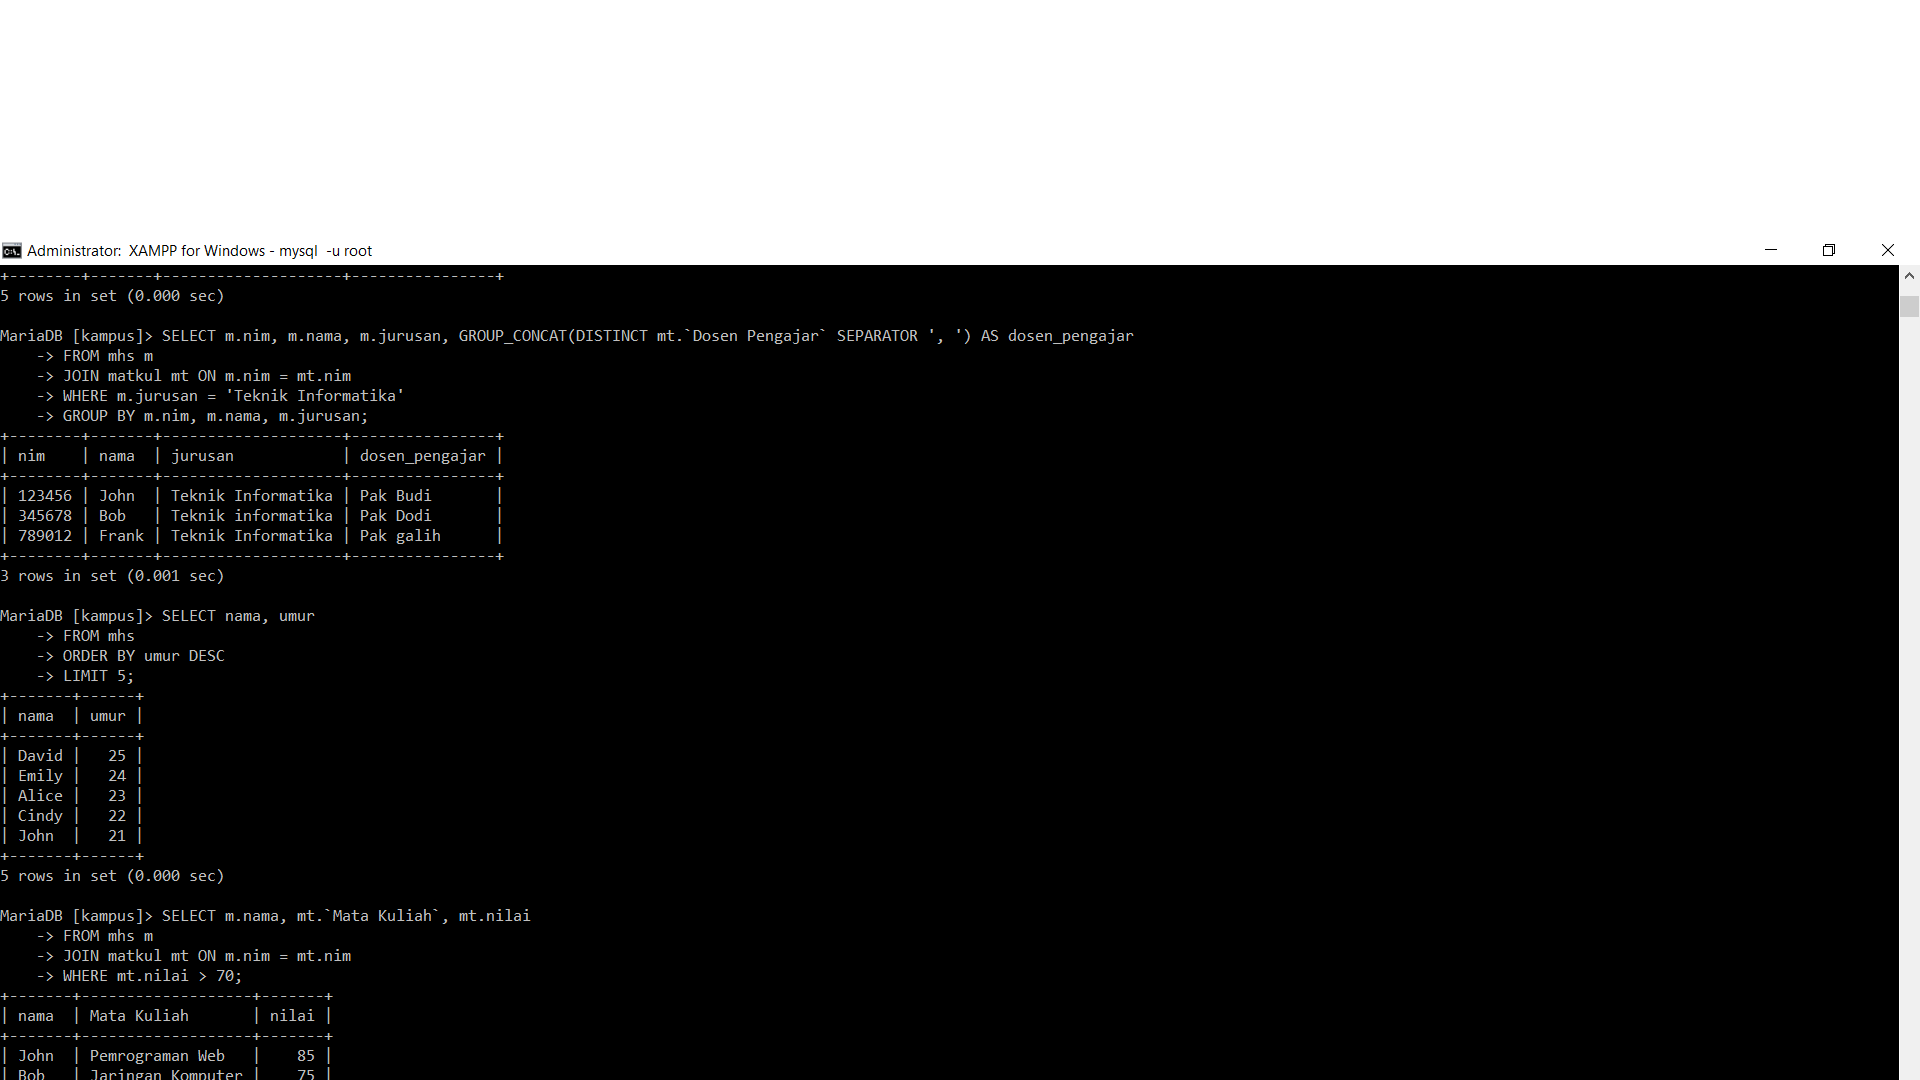 Administrator:  XAMPP for Windows - mysql  -u root
+--------+-------+--------------------+----------------+
5 rows in set (0.000 sec)
MariaDB [kampus]> SELECT m.nim, m.nama, m.jurusan, GROUP_CONCAT(DISTINCT mt.`Dosen Pengajar` SEPARATOR ', ') AS dosen_pengajar
    -> FROM mhs m
    -> JOIN matkul mt ON m.nim = mt.nim
    -> WHERE m.jurusan = 'Teknik Informatika'
    -> GROUP BY m.nim, m.nama, m.jurusan;
+--------+-------+--------------------+----------------+
| nim    | nama  | jurusan            | dosen_pengajar |
+--------+-------+--------------------+----------------+
| 123456 | John  | Teknik Informatika | Pak Budi       |
| 345678 | Bob   | Teknik informatika | Pak Dodi       |
| 789012 | Frank | Teknik Informatika | Pak galih      |
+--------+-------+--------------------+----------------+
3 rows in set (0.001 sec)
MariaDB [kampus]> SELECT nama, umur
    -> FROM mhs
    -> ORDER BY umur DESC
    -> LIMIT 5;
+-------+------+
| nama  | umur |
+-------+------+
| David |   25 |
| Emily |   24 |
| Alice |   23 |
| Cindy |   22 |
| John  |   21 |
+-------+------+
5 rows in set (0.000 sec)
MariaDB [kampus]> SELECT m.nama, mt.`Mata Kuliah`, mt.nilai
    -> FROM mhs m
    -> JOIN matkul mt ON m.nim = mt.nim
    -> WHERE mt.nilai > 70;
+-------+-------------------+-------+
| nama  | Mata Kuliah       | nilai |
+-------+-------------------+-------+
| John  | Pemrograman Web   |    85 |
| Bob   | Jaringan Komputer |    75 |